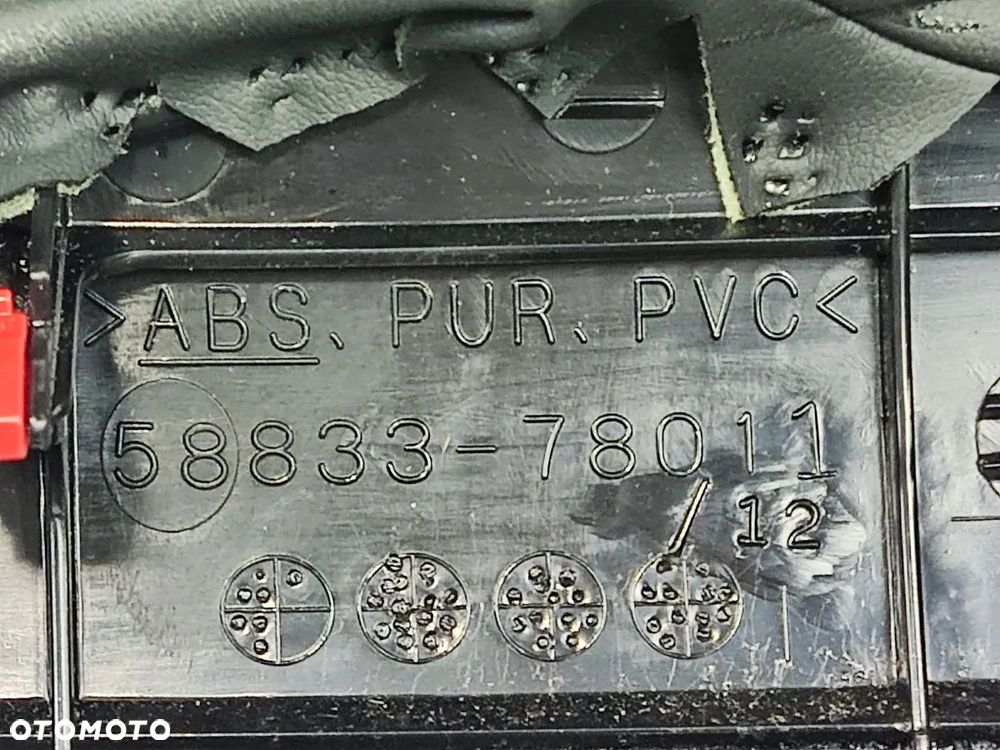 >ABS、PUR、PVC<
58833-78011
/12
OTOMOTO